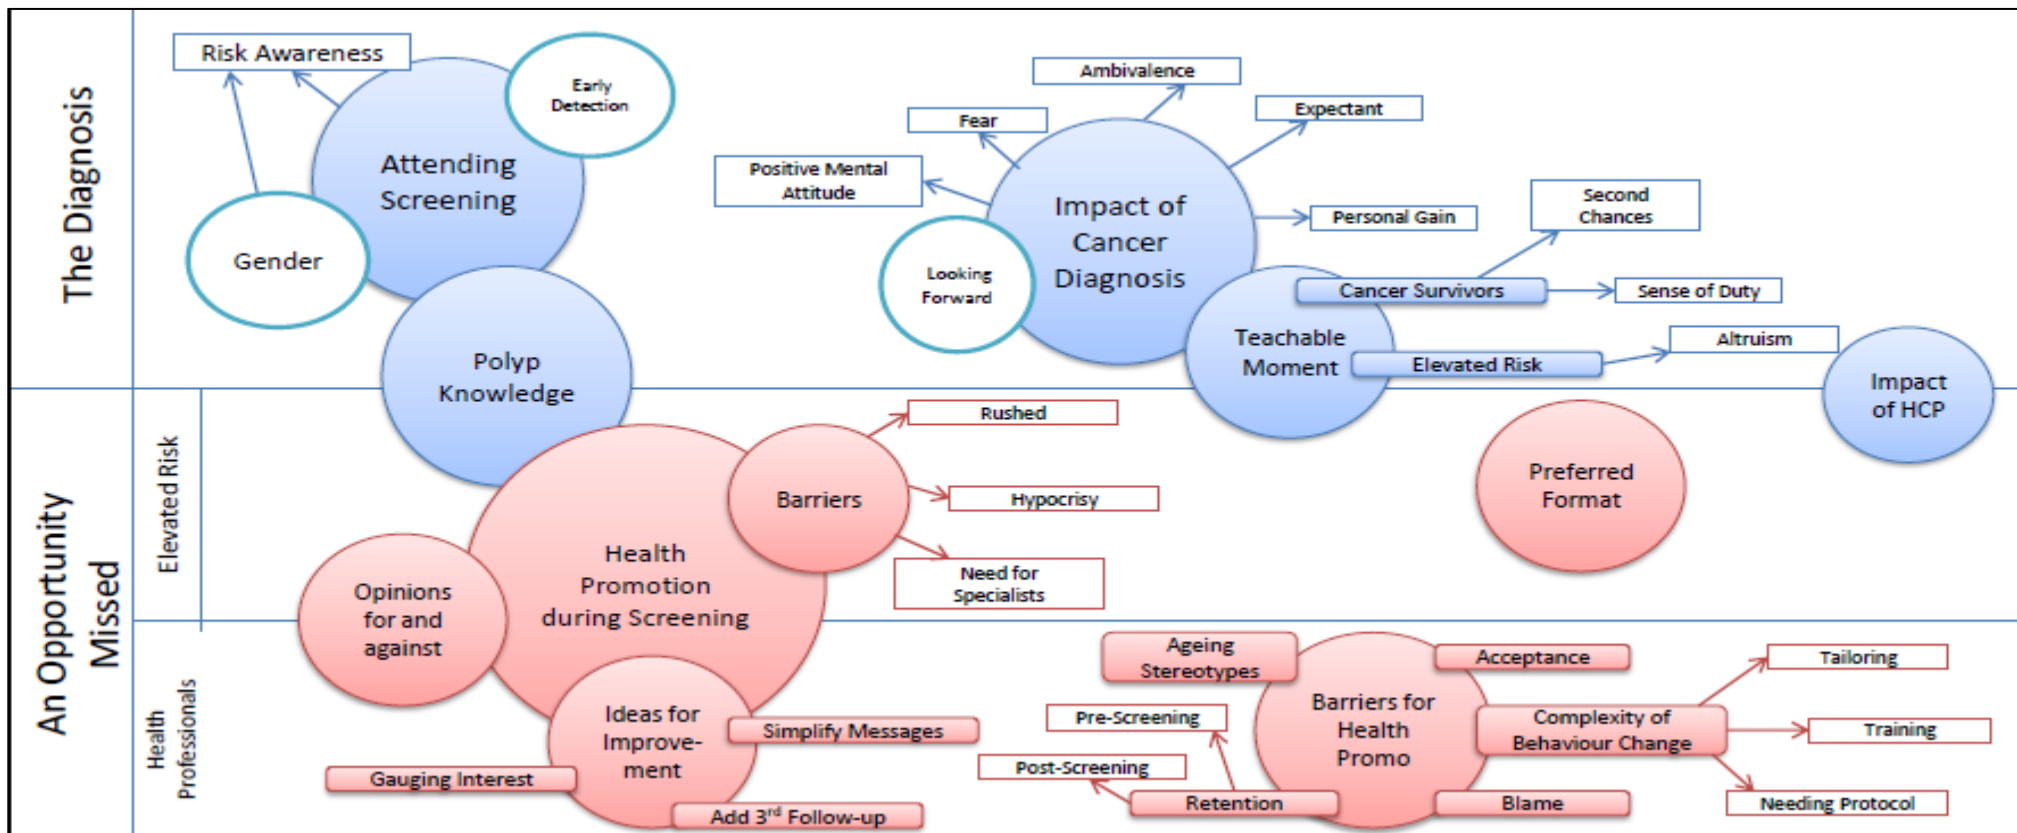 The Diagnosis
Risk Awareness
Early
Detection
Attending
Screening
Gender
Polyp
Knowledge
Ambivalence
Expectant
Fear
Positive Mental
Attitude
Impact of
Cancer
Diagnosis
Personal Gain
Second
Chances
Looking
Forward
Cancer Survivors
Sense of Duty
Teachable
Moment
Elevated Risk
Altruism
Impact
of HCP
An Opportunity
Missed
Elevated Risk
Rushed
Barriers
Hypocrisy
Need for
Specialists
Preferred
Format
Health
Promotion
during Screening
Opinions
for and
against
Health
Professionals
Ideas for
Improve-
ment
Simplify Messages
Gauging Interest
Add 3rd Follow-up
Ageing
Stereotypes
Acceptance
Barriers for
Health
Promo
Pre-Screening
Post-Screening
Retention
Complexity of
Behaviour Change
Blame
Tailoring
Training
Needing Protocol